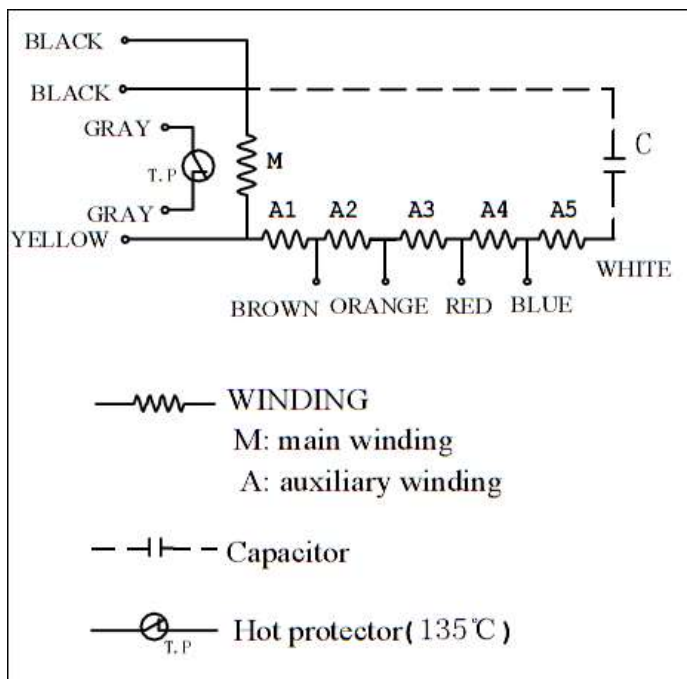 BLACK
BLACK
GRAY
T.P
M
C
GRAY
A1 A2 A3 A4 A5
YELLOW
WHITE
BROWN ORANGE RED BLUE
WINDING
M: main winding
A: auxiliary winding
Capacitor
Hot protector(135℃)
T.P